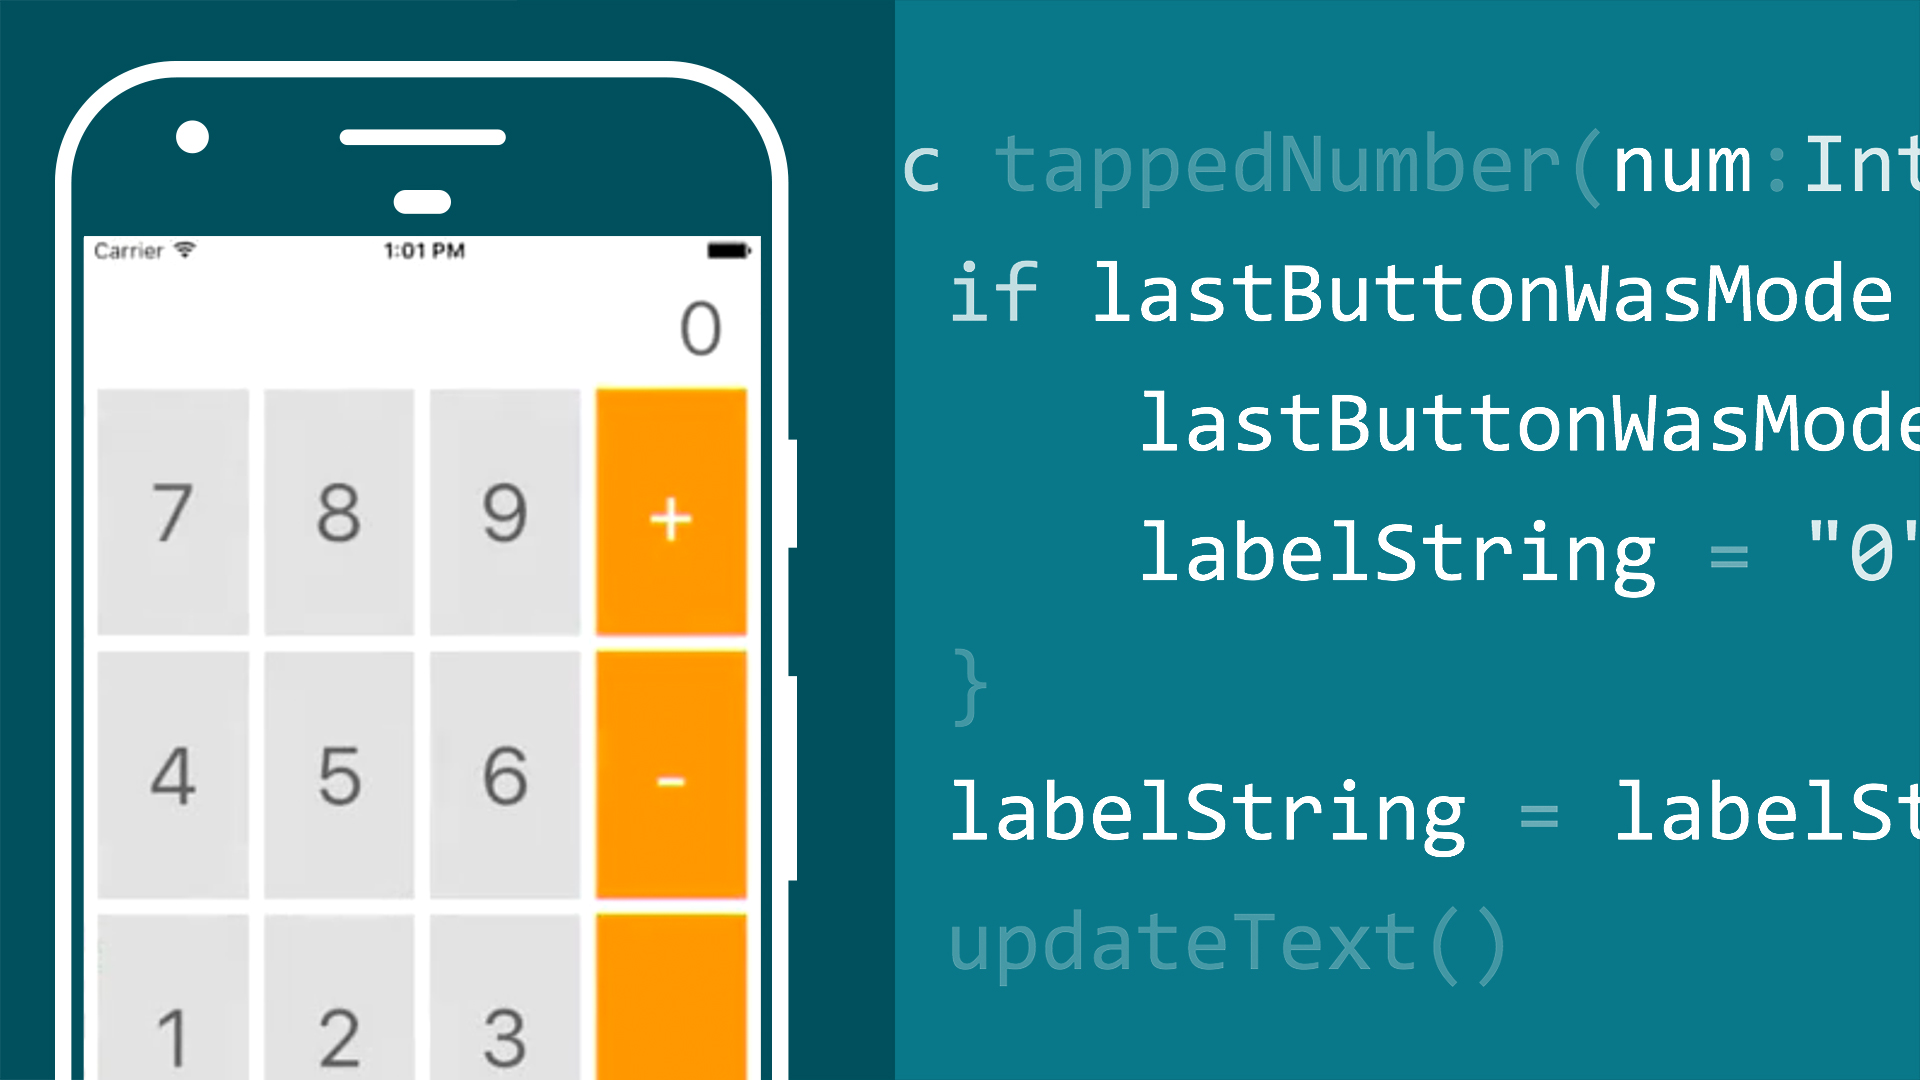 Carrier 1:01 PM
0
7 8 9 +
4 5 6 -
1 2 3
c tappedNumber(num:Int
if lastButtonWasMode
lastButtonWasMode
labelString = "0"
}
labelString = labelSt
updateText()